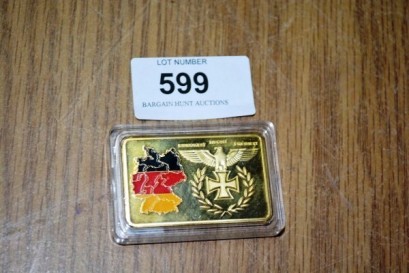 LOT NUMBER
599
BARGAIN HUNT AUCTIONS